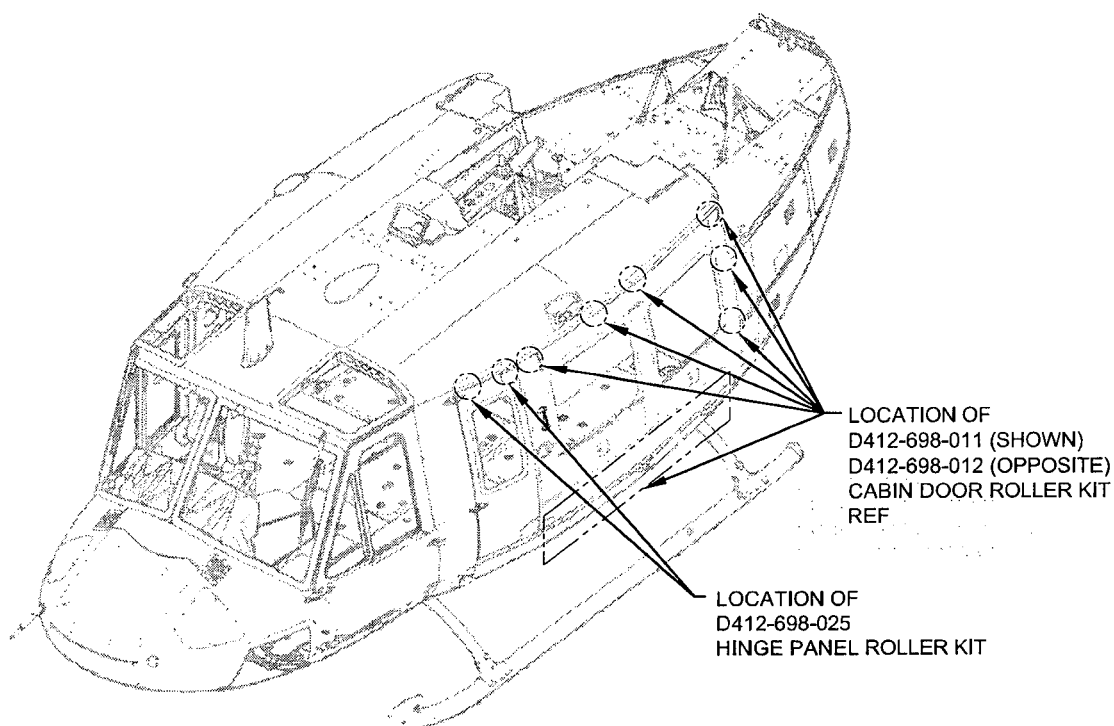 LOCATION OF
D412-698-011 (SHOWN)
D412-698-012 (OPPOSITE)
CABIN DOOR ROLLER KIT
REF
LOCATION OF
D412-698-025
HINGE PANEL ROLLER KIT